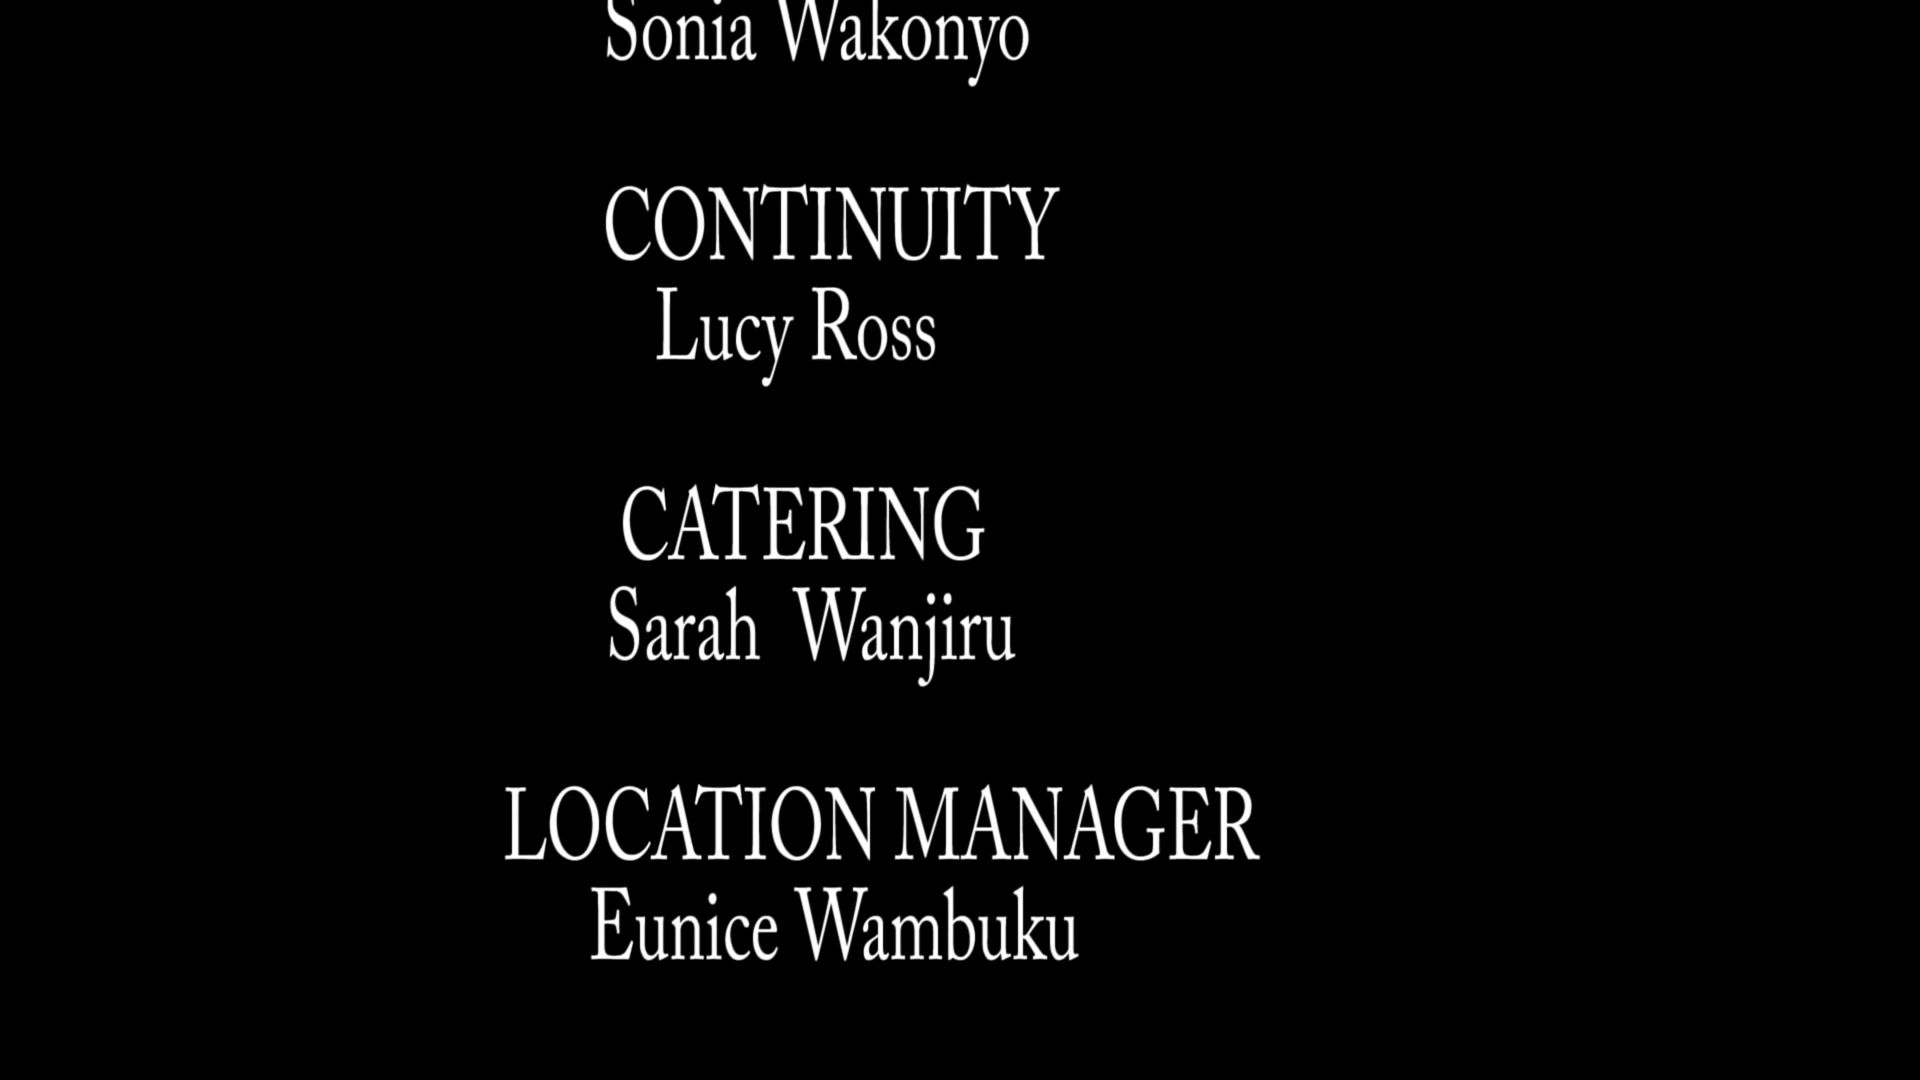 Sonia Wakonyo
CONTINUITY
Lucy Ross
CATERING
Sarah Wanjiru
LOCATION MANAGER
Eunice Wambuku